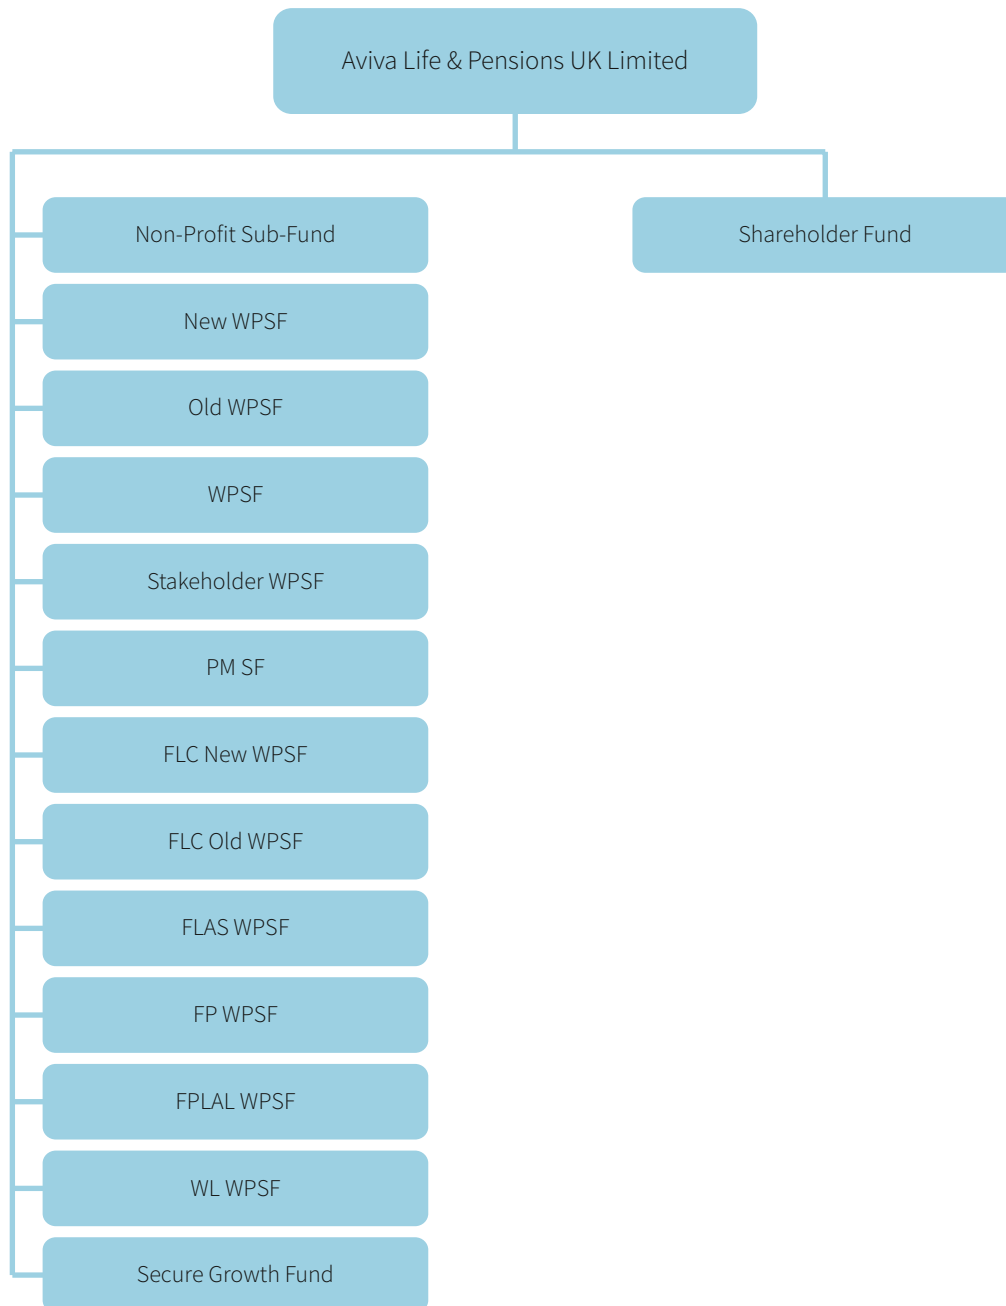 Aviva Life & Pensions UK Limited
Non-Profit Sub-Fund
Shareholder Fund
New WPSF
Old WPSF
WPSF
Stakeholder WPSF
PM SF
FLC New WPSF
FLC Old WPSF
FLAS WPSF
FP WPSF
FPLAL WPSF
WL WPSF
Secure Growth Fund